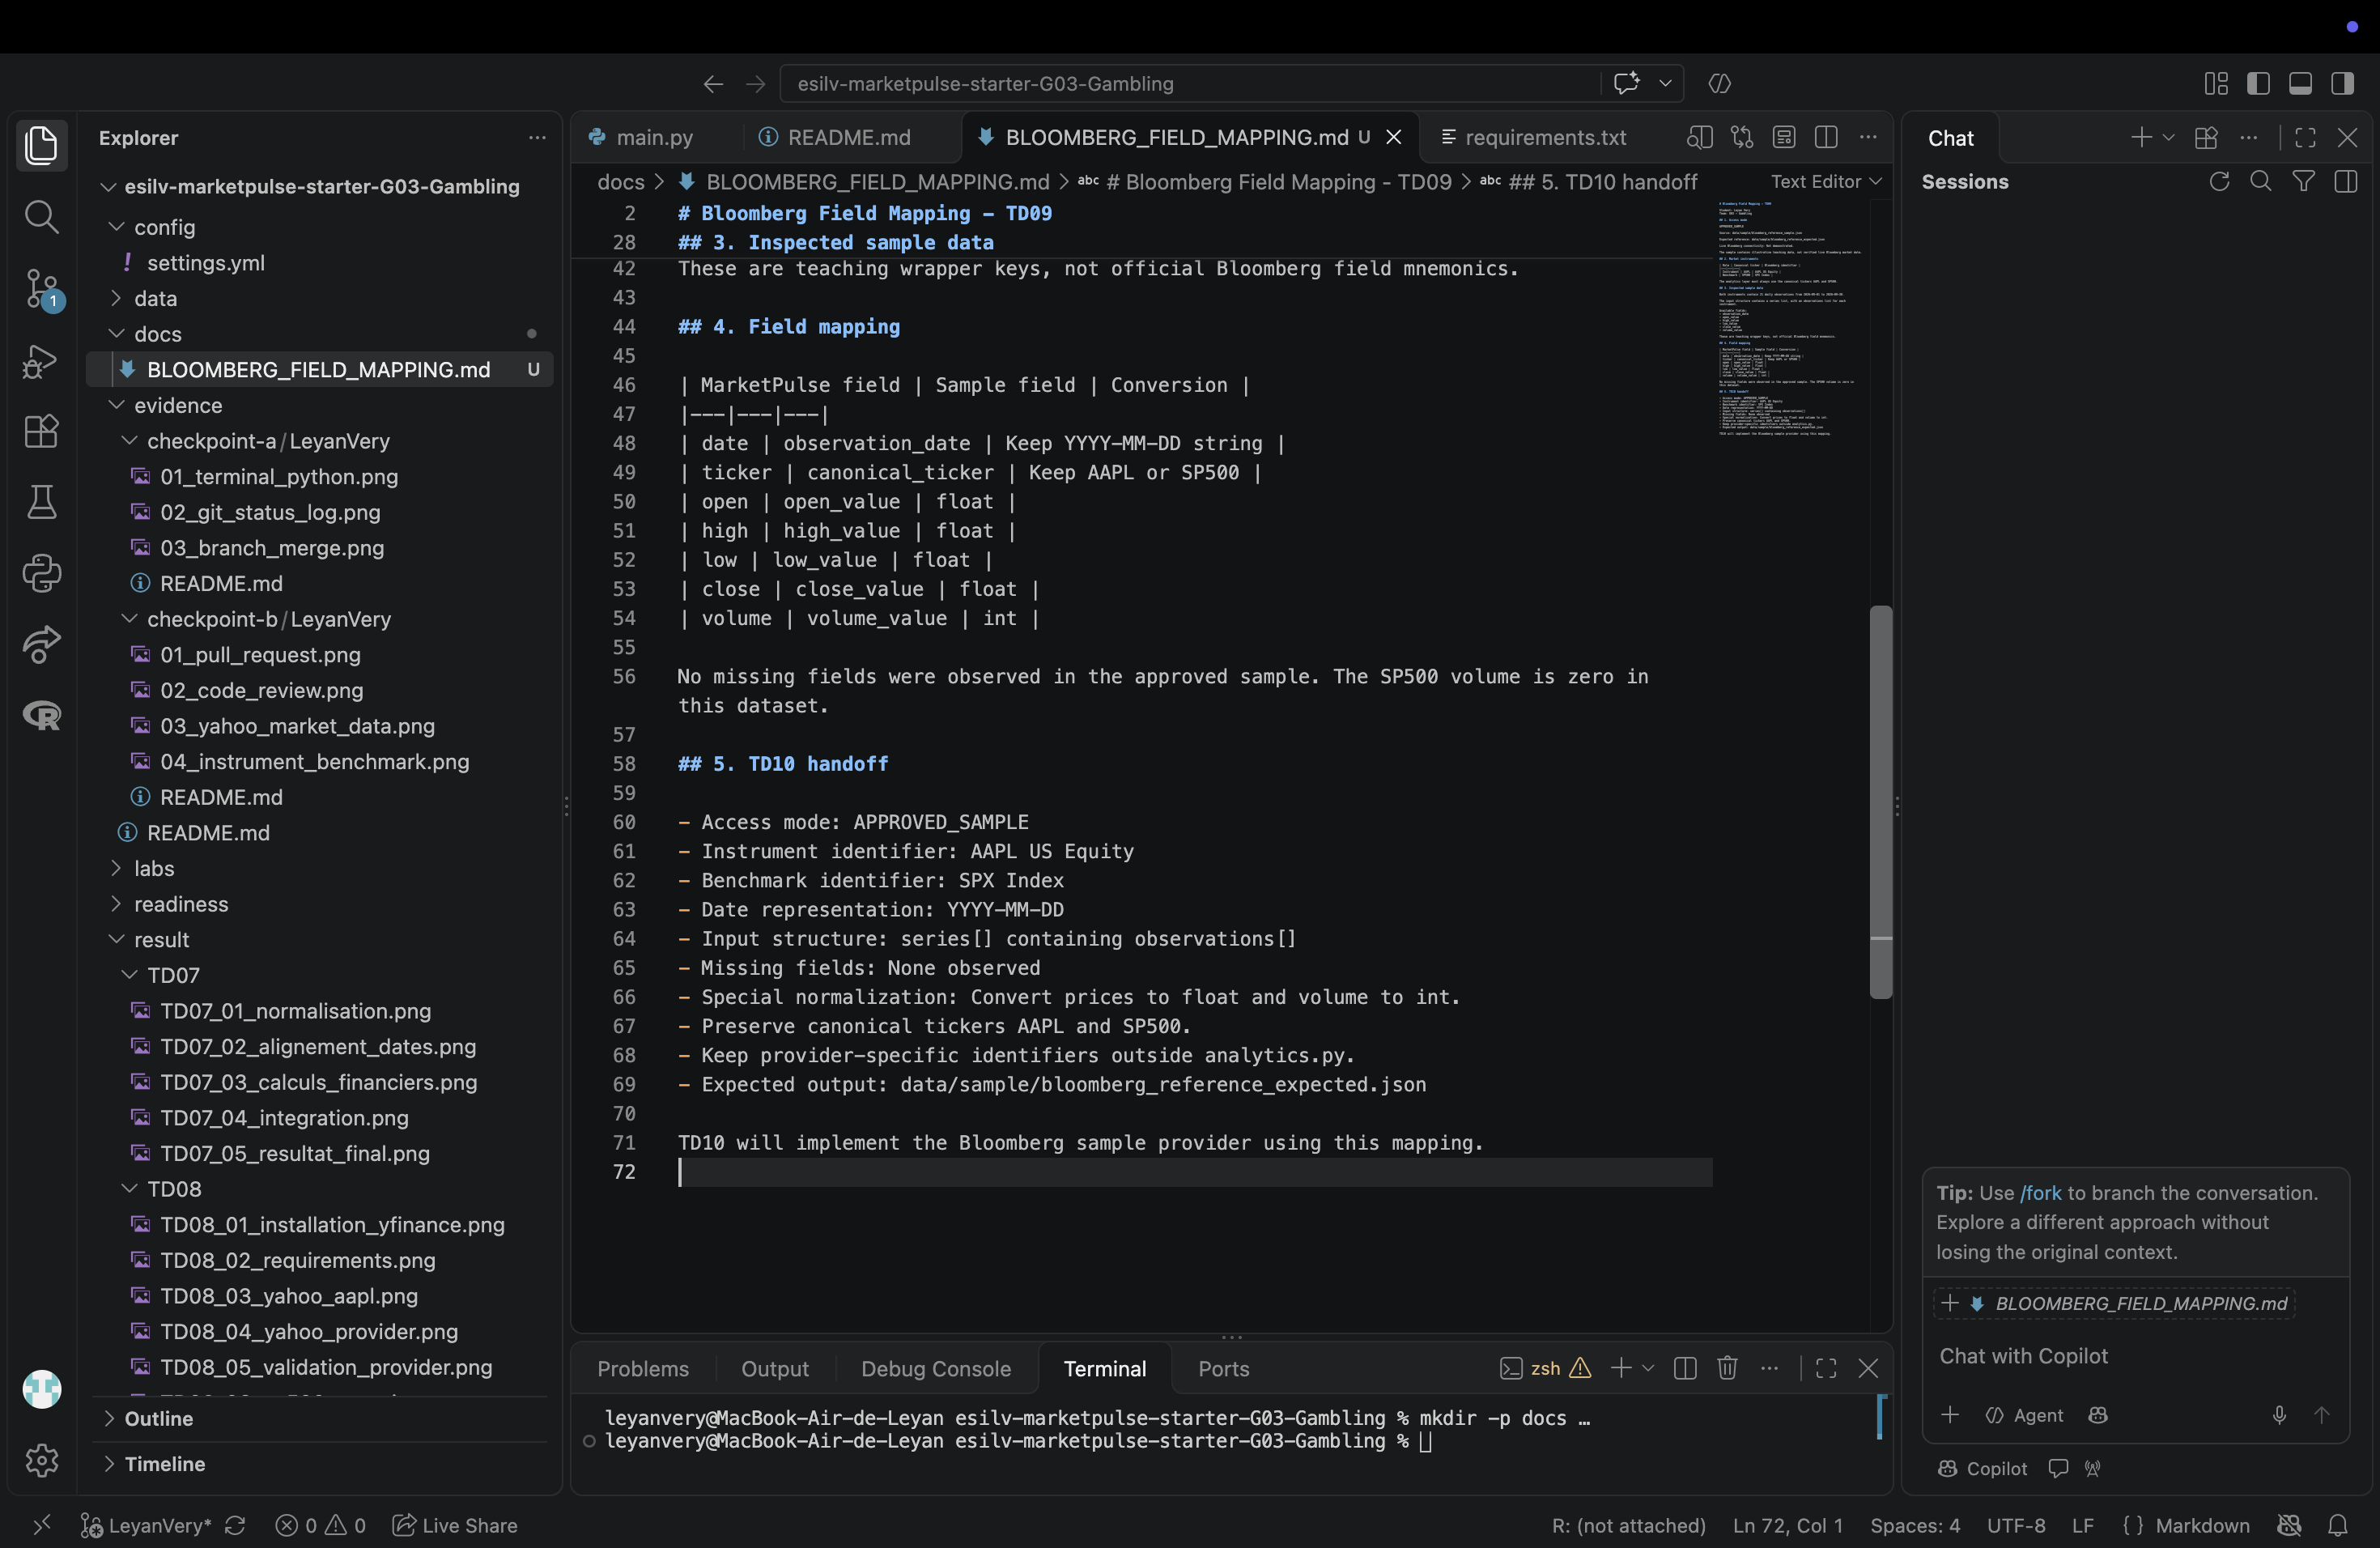 esilv-marketpulse-starter-G03-Gambling
Explorer
esilv-marketpulse-starter-G03-Gambling
config
settings.yml
data
docs
BLOOMBERG_FIELD_MAPPING.md U
evidence
checkpoint-a/LeyanVery
01_terminal_python.png
02_git_status_log.png
03_branch_merge.png
README.md
checkpoint-b/LeyanVery
01_pull_request.png
02_code_review.png
03_yahoo_market_data.png
04_instrument_benchmark.png
README.md
README.md
labs
readiness
result
TD07
TD07_01_normalisation.png
TD07_02_alignement_dates.png
TD07_03_calculs_financiers.png
TD07_04_integration.png
TD07_05_resultat_final.png
TD08
TD08_01_installation_yfinance.png
TD08_02_requirements.png
TD08_03_yahoo_aapl.png
TD08_04_yahoo_provider.png
TD08_05_validation_provider.png
Outline
Timeline
1
main.py
README.md
BLOOMBERG_FIELD_MAPPING.md U
requirements.txt
docs > BLOOMBERG_FIELD_MAPPING.md > abc # Bloomberg Field Mapping - TD09 > abc ## 5. TD10 handoff
Text Editor
2 # Bloomberg Field Mapping - TD09
28 ## 3. Inspected sample data
42 These are teaching wrapper keys, not official Bloomberg field mnemonics.
43
44 ## 4. Field mapping
45
46 | MarketPulse field | Sample field | Conversion |
47 |---|---|---|
48 | date | observation_date | Keep YYYY-MM-DD string |
49 | ticker | canonical_ticker | Keep AAPL or SP500 |
50 | open | open_value | float |
51 | high | high_value | float |
52 | low | low_value | float |
53 | close | close_value | float |
54 | volume | volume_value | int |
55
56 No missing fields were observed in the approved sample. The SP500 volume is zero in
this dataset.
57
58 ## 5. TD10 handoff
59
60 - Access mode: APPROVED_SAMPLE
61 - Instrument identifier: AAPL US Equity
62 - Benchmark identifier: SPX Index
63 - Date representation: YYYY-MM-DD
64 - Input structure: series[] containing observations[]
65 - Missing fields: None observed
66 - Special normalization: Convert prices to float and volume to int.
67 - Preserve canonical tickers AAPL and SP500.
68 - Keep provider-specific identifiers outside analytics.py.
69 - Expected output: data/sample/bloomberg_reference_expected.json
70
71 TD10 will implement the Bloomberg sample provider using this mapping.
72
Problems
Output
Debug Console
Terminal
Ports
zsh
leyanvery@MacBook-Air-de-Leyan esilv-marketpulse-starter-G03-Gambling % mkdir -p docs …
leyanvery@MacBook-Air-de-Leyan esilv-marketpulse-starter-G03-Gambling %
Chat
Sessions
Tip: Use /fork to branch the conversation.
Explore a different approach without
losing the original context.
BLOOMBERG_FIELD_MAPPING.md
Chat with Copilot
Agent
Copilot
LeyanVery*
0
0
Live Share
R: (not attached)
Ln 72, Col 1
Spaces: 4
UTF-8
LF
{} Markdown